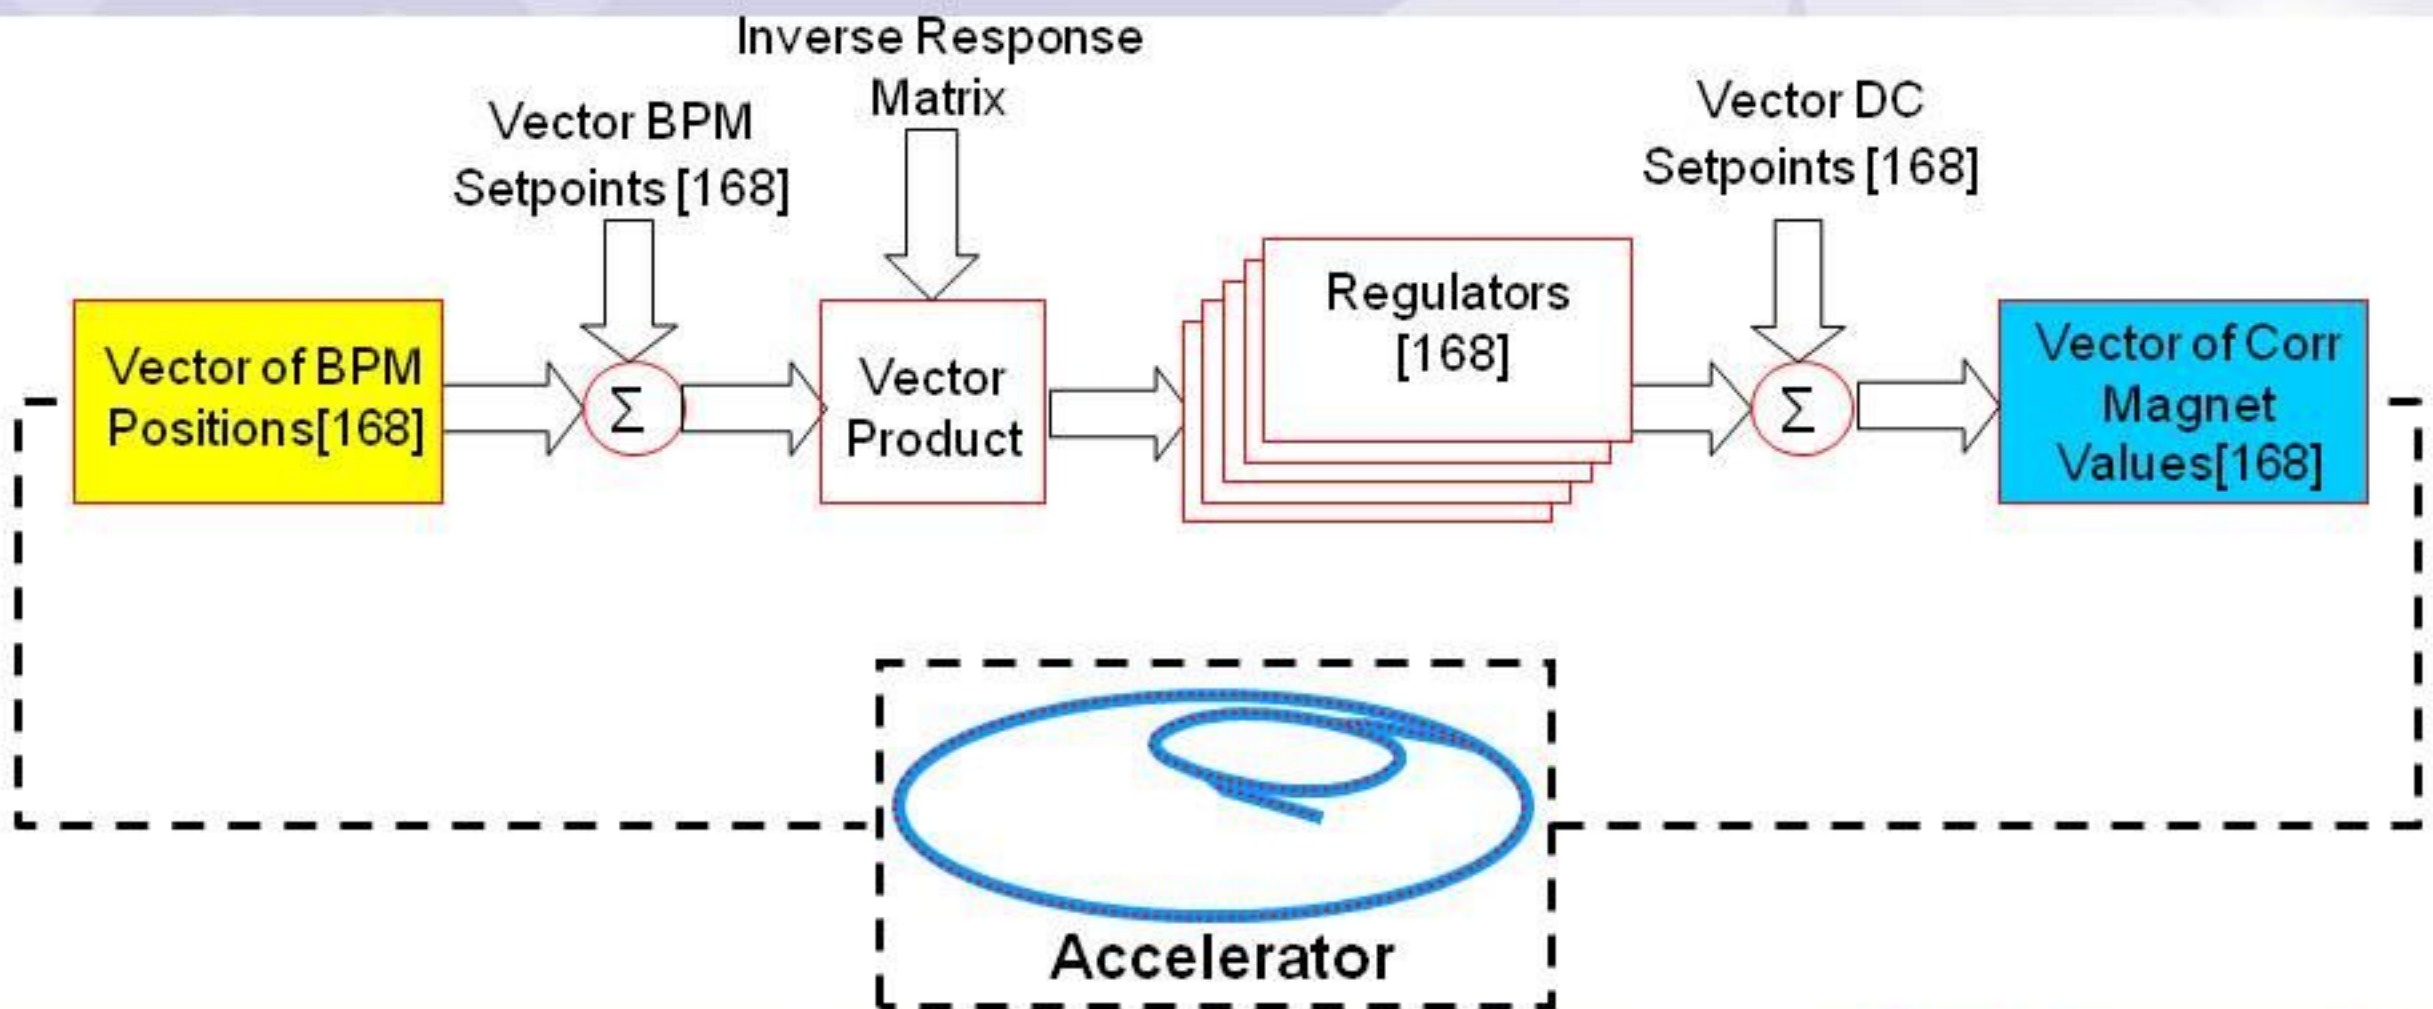 Inverse Response
Matrix
Vector BPM
Setpoints [168]
Vector DC
Setpoints [168]
Vector of BPM
Positions[168]
Σ
Vector
Product
Regulators
[168]
Σ
Vector of Corr
Magnet
Values[168]
Accelerator